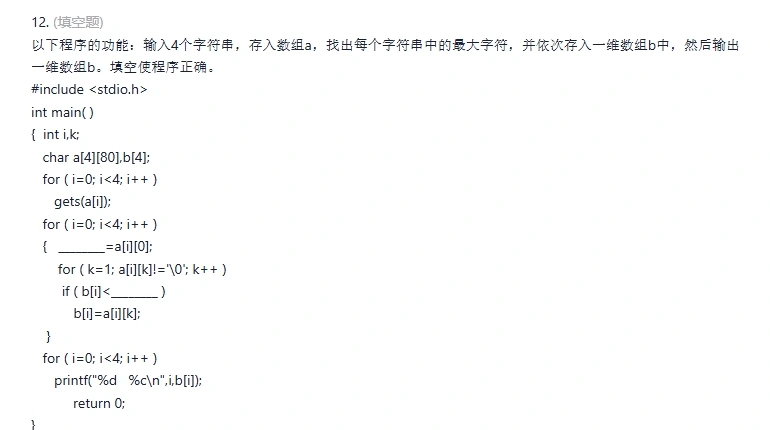 12. (填空题)
以下程序的功能：输入4个字符串，存入数组a，找出每个字符串中的最大字符，并依次存入一维数组b中，然后输出
一维数组b。填空使程序正确。
#include <stdio.h>
int main( )
{  int i,k;
char a[4][80],b[4];
for ( i=0; i<4; i++ )
gets(a[i]);
for ( i=0; i<4; i++ )
{   _______=a[i][0];
for ( k=1; a[i][k]!='\0'; k++ )
if ( b[i]<_______ )
b[i]=a[i][k];
}
for ( i=0; i<4; i++ )
printf("%d   %c\n",i,b[i]);
return 0;
}